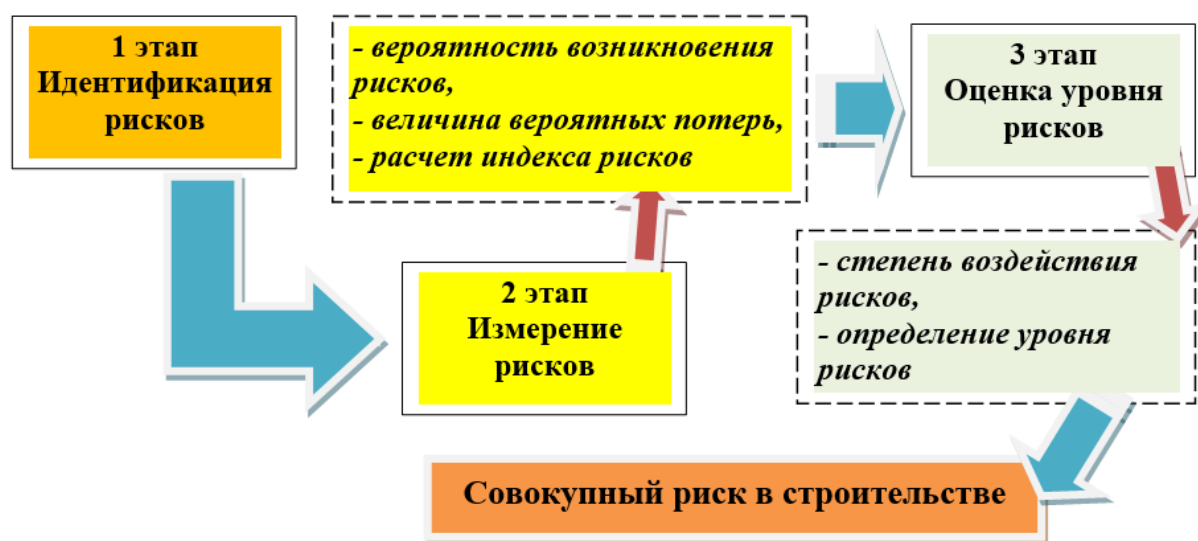 1 этап
Идентификация
рисков
- вероятность возникновения
рисков,
- величина вероятных потерь,
- расчет индекса рисков
2 этап
Измерение
рисков
3 этап
Оценка уровня
рисков
- степень воздействия
рисков,
- определение уровня
рисков
Совокупный риск в строительстве